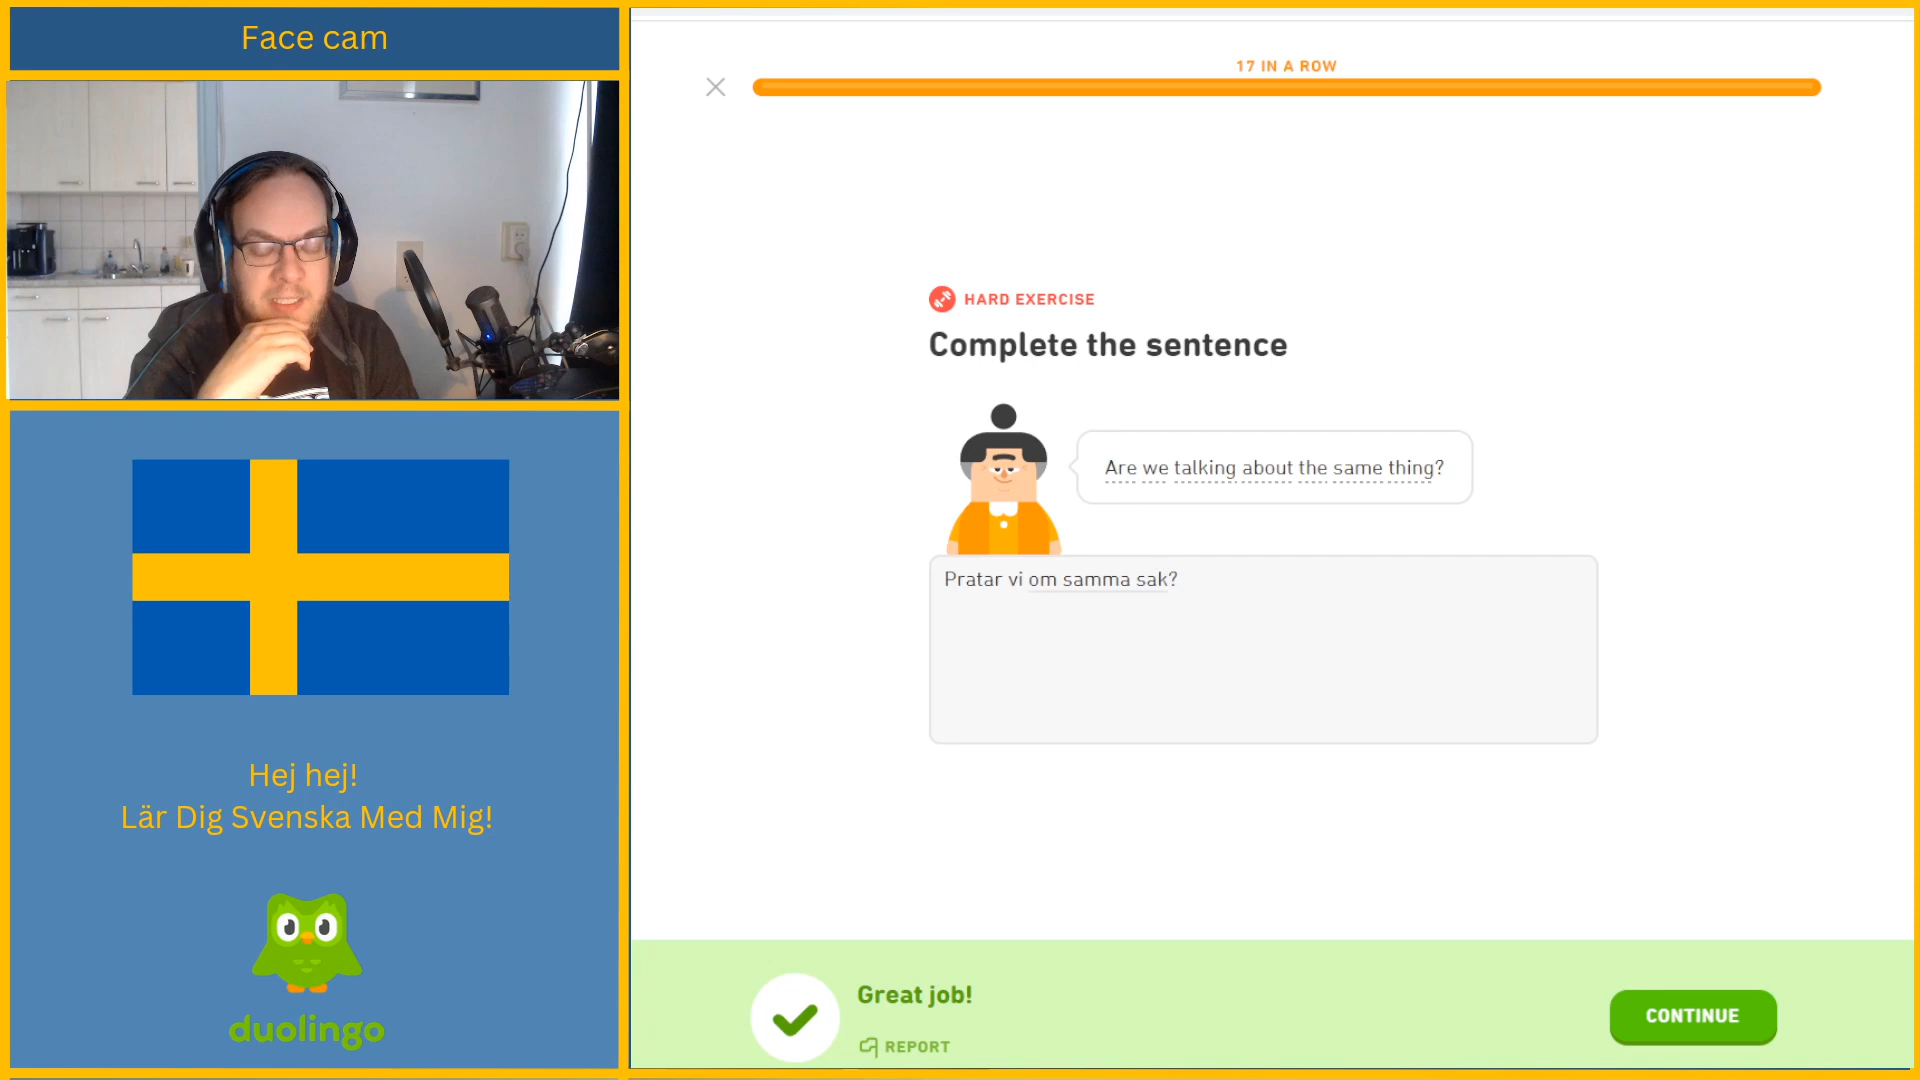 Face cam
17 IN A ROW
HARD EXERCISE
Complete the sentence
Are we talking about the same thing?
Pratar vi om samma sak?
Hej hej!
Lär Dig Svenska Med Mig!
duolingo
Great job!
REPORT
CONTINUE